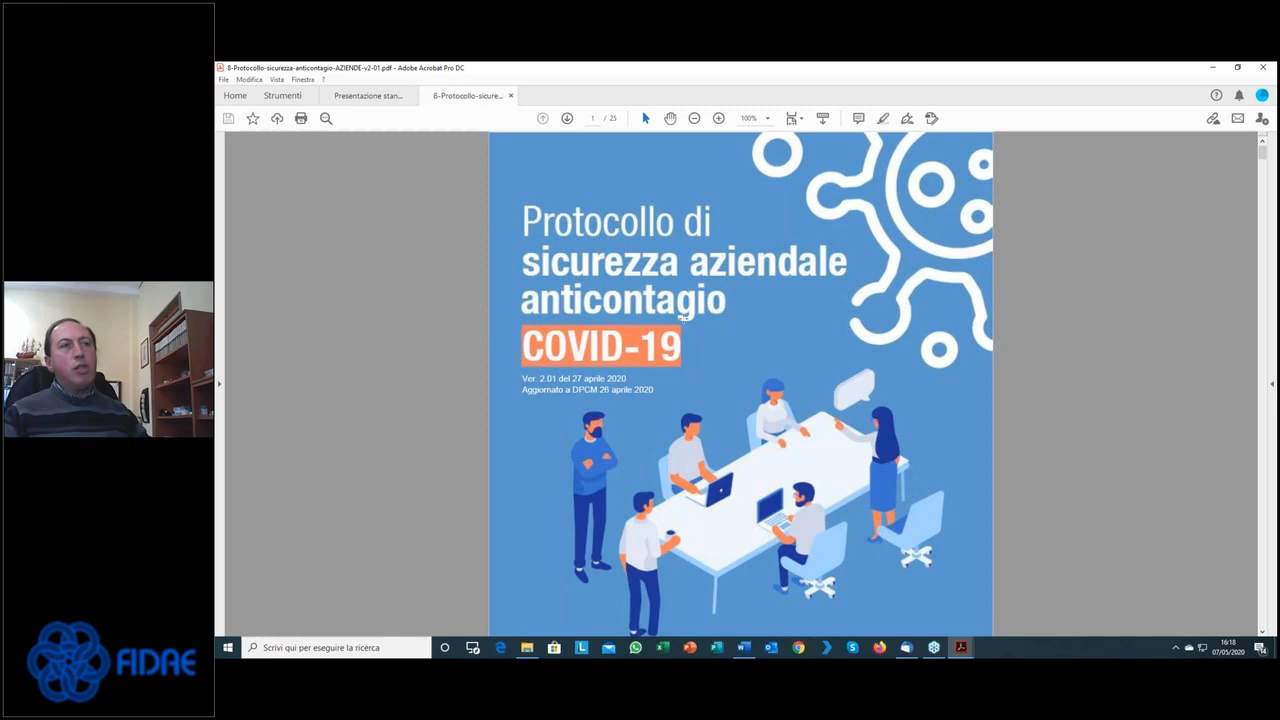 8-Protocollo-sicurezza-anticontagio-AZIENDE-v2-01.pdf - Adobe Acrobat Pro DC
File Modifica Vista Finestra ?
Home Strumenti Presentazione stan... 8-Protocollo-sicure... ×
1 / 25 100%
Protocollo di
sicurezza aziendale
anticontagio
COVID-19
Ver. 2.01 del 27 aprile 2020
Aggiornato a DPCM 26 aprile 2020
FIDAE
Scrivi qui per eseguire la ricerca
16:18
07/05/2020